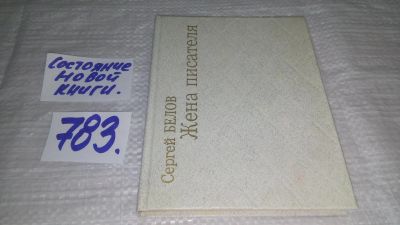 Состояние
новой
книги.
783.
Сергей БЕЛОВ
Жена писателя